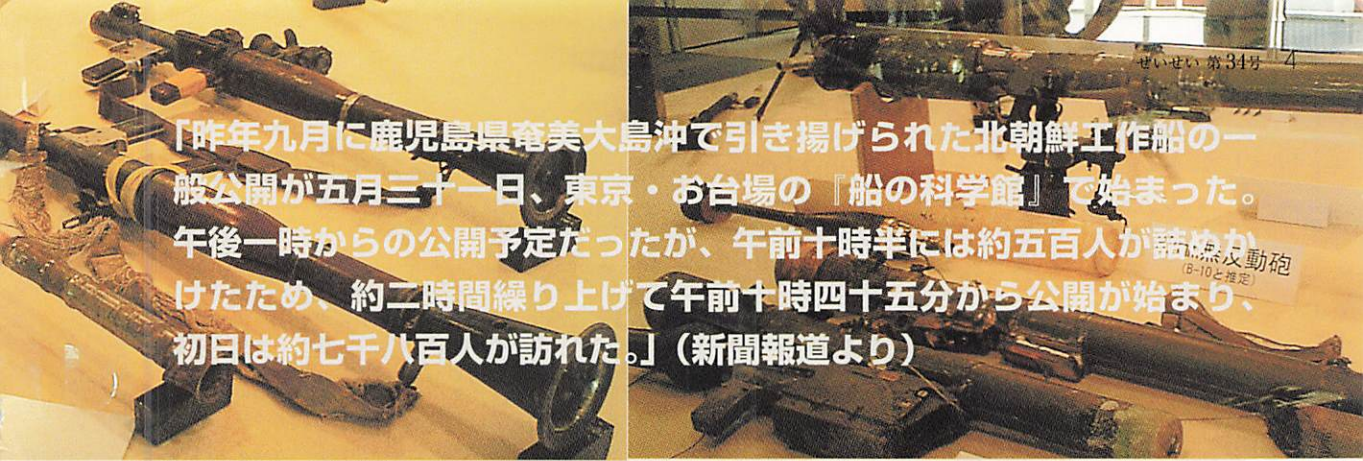 ぜいせい 第34号 4
「昨年九月に鹿児島県奄美大島沖で引き揚げられた北朝鮮工作船の一
般公開が五月三十一日、東京・お台場の『船の科学館』で始まった。
午後一時からの公開予定だったが、午前十時半には約五百人が詰めか
けたため、約二時間繰り上げて午前十時四十五分から公開が始まり、
初日は約七千八百人が訪れた。」（新聞報道より）
無反動砲
(B-10と推定)